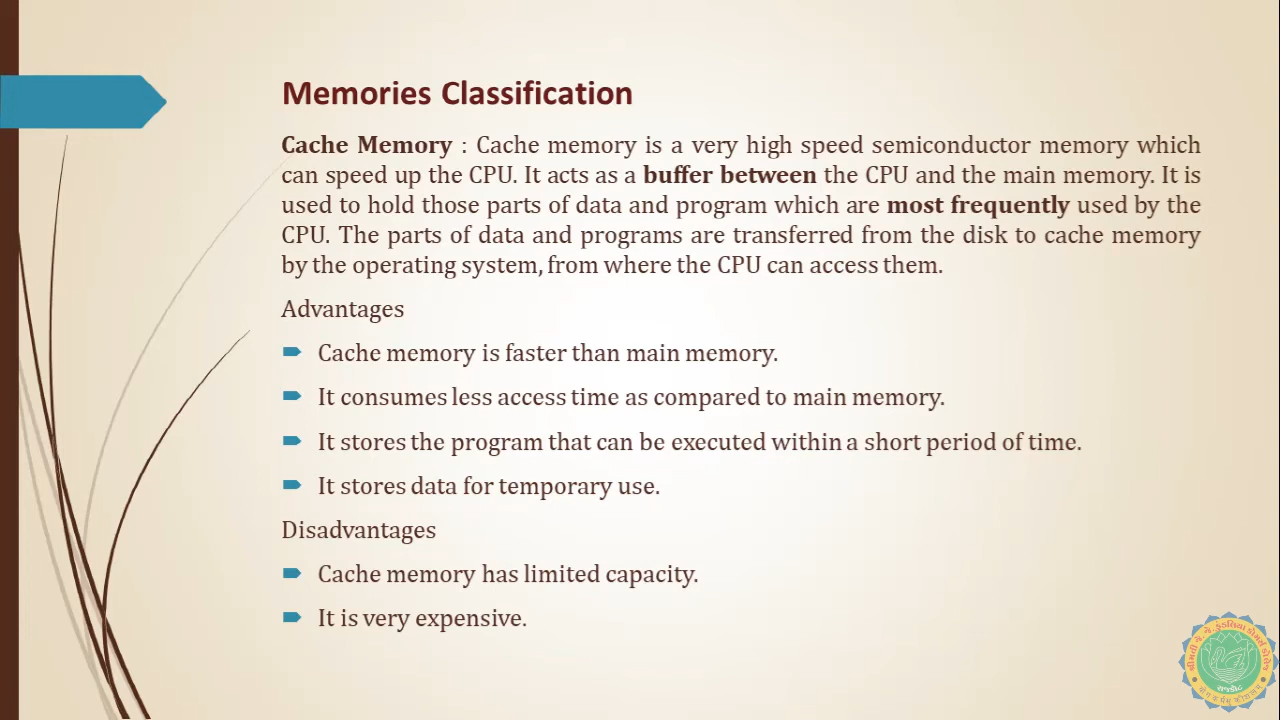 Memories Classification
Cache Memory : Cache memory is a very high speed semiconductor memory which
can speed up the CPU. It acts as a buffer between the CPU and the main memory. It is
used to hold those parts of data and program which are most frequently used by the
CPU. The parts of data and programs are transferred from the disk to cache memory
by the operating system, from where the CPU can access them.
Advantages
Cache memory is faster than main memory.
It consumes less access time as compared to main memory.
It stores the program that can be executed within a short period of time.
It stores data for temporary use.
Disadvantages
Cache memory has limited capacity.
It is very expensive.
શ્રીમતી જે. જે. કુંડલિયા કોમર્સ કોલેજ
રાજકોટ